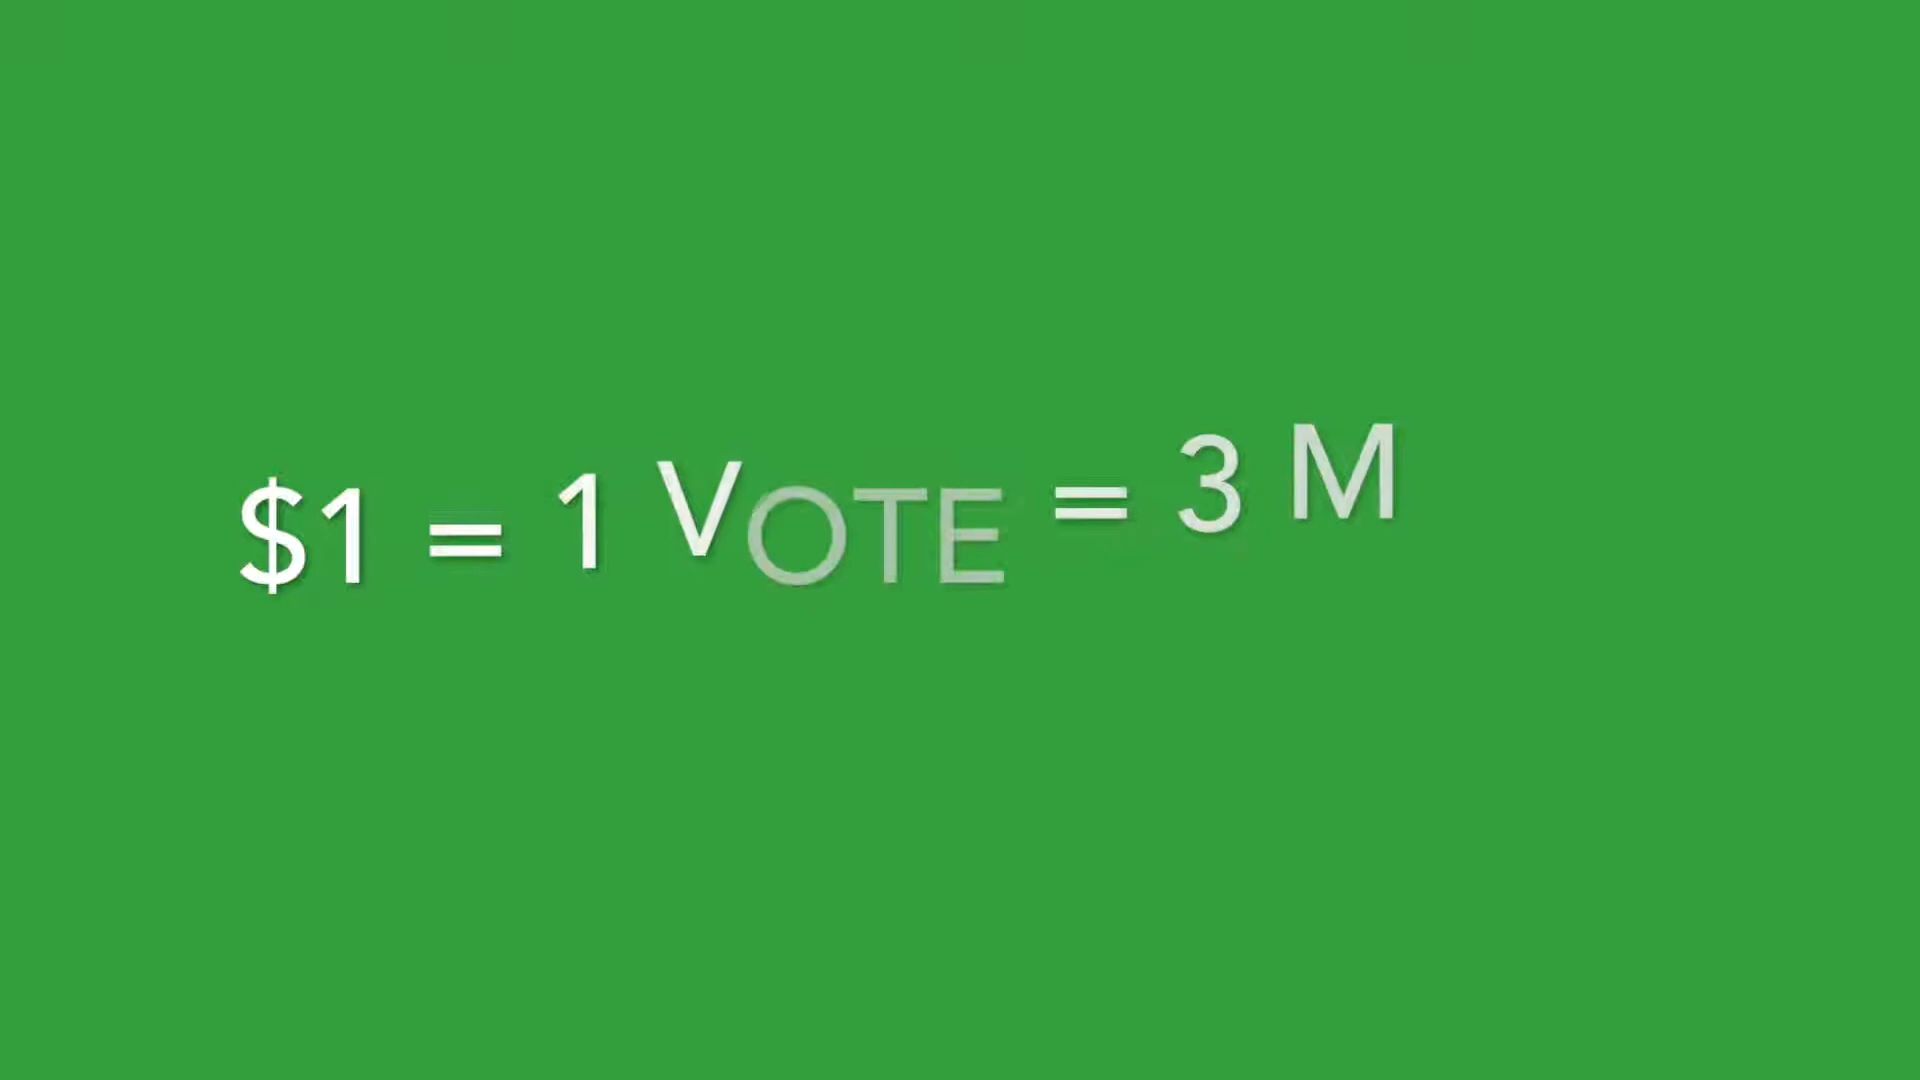 $1 = 1 VOTE = 3 M